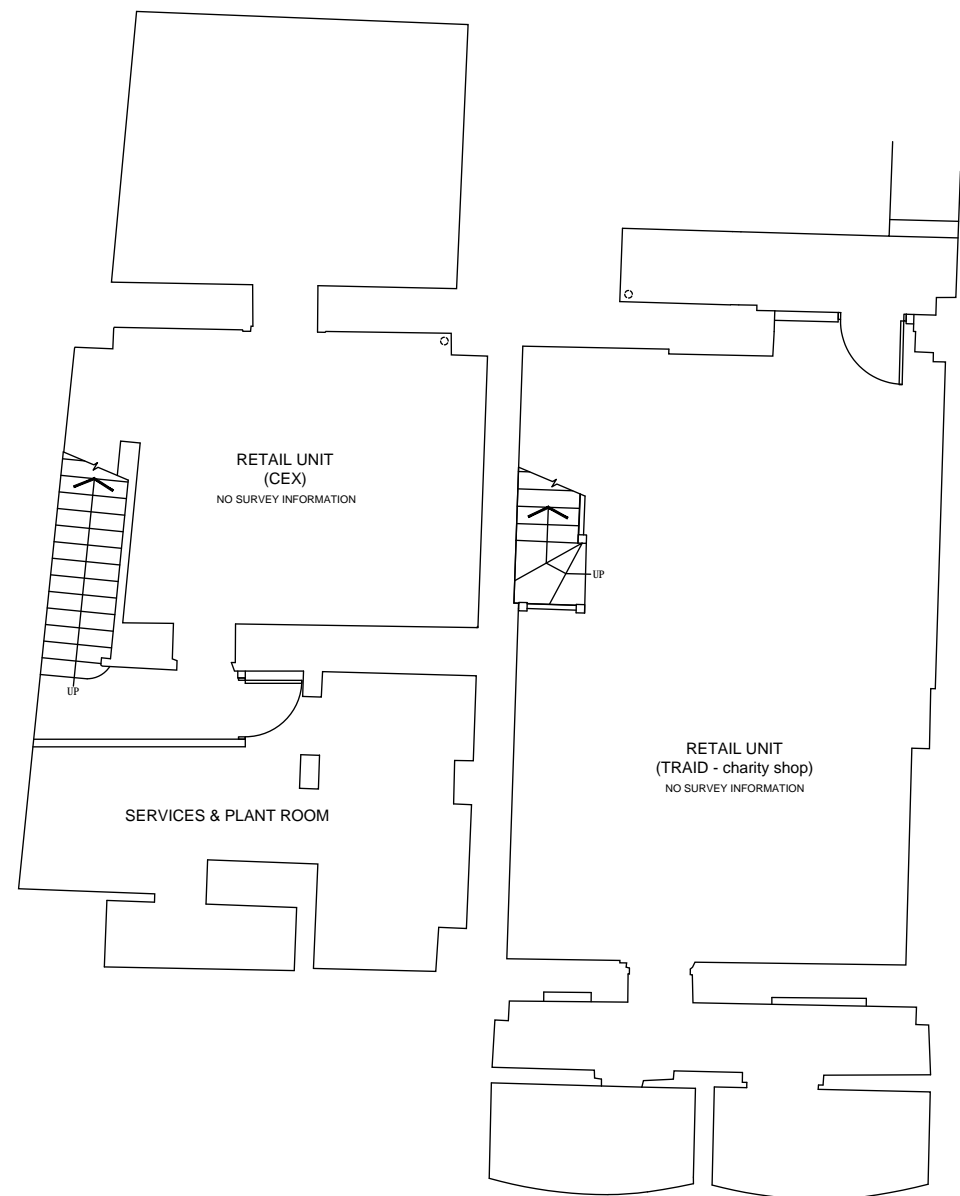 RETAIL UNIT
(CEX)
NO SURVEY INFORMATION
UP
UP
RETAIL UNIT
(TRAID - charity shop)
NO SURVEY INFORMATION
SERVICES & PLANT ROOM